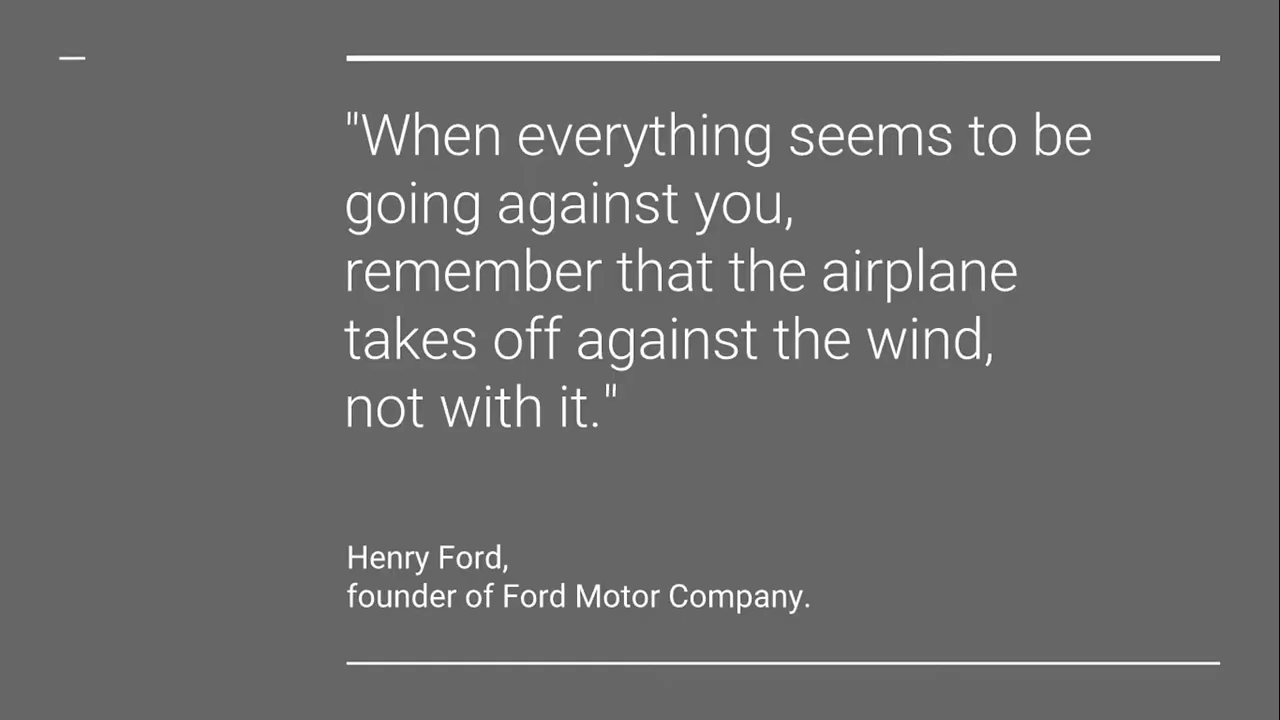 "When everything seems to be
going against you,
remember that the airplane
takes off against the wind,
not with it."
Henry Ford,
founder of Ford Motor Company.